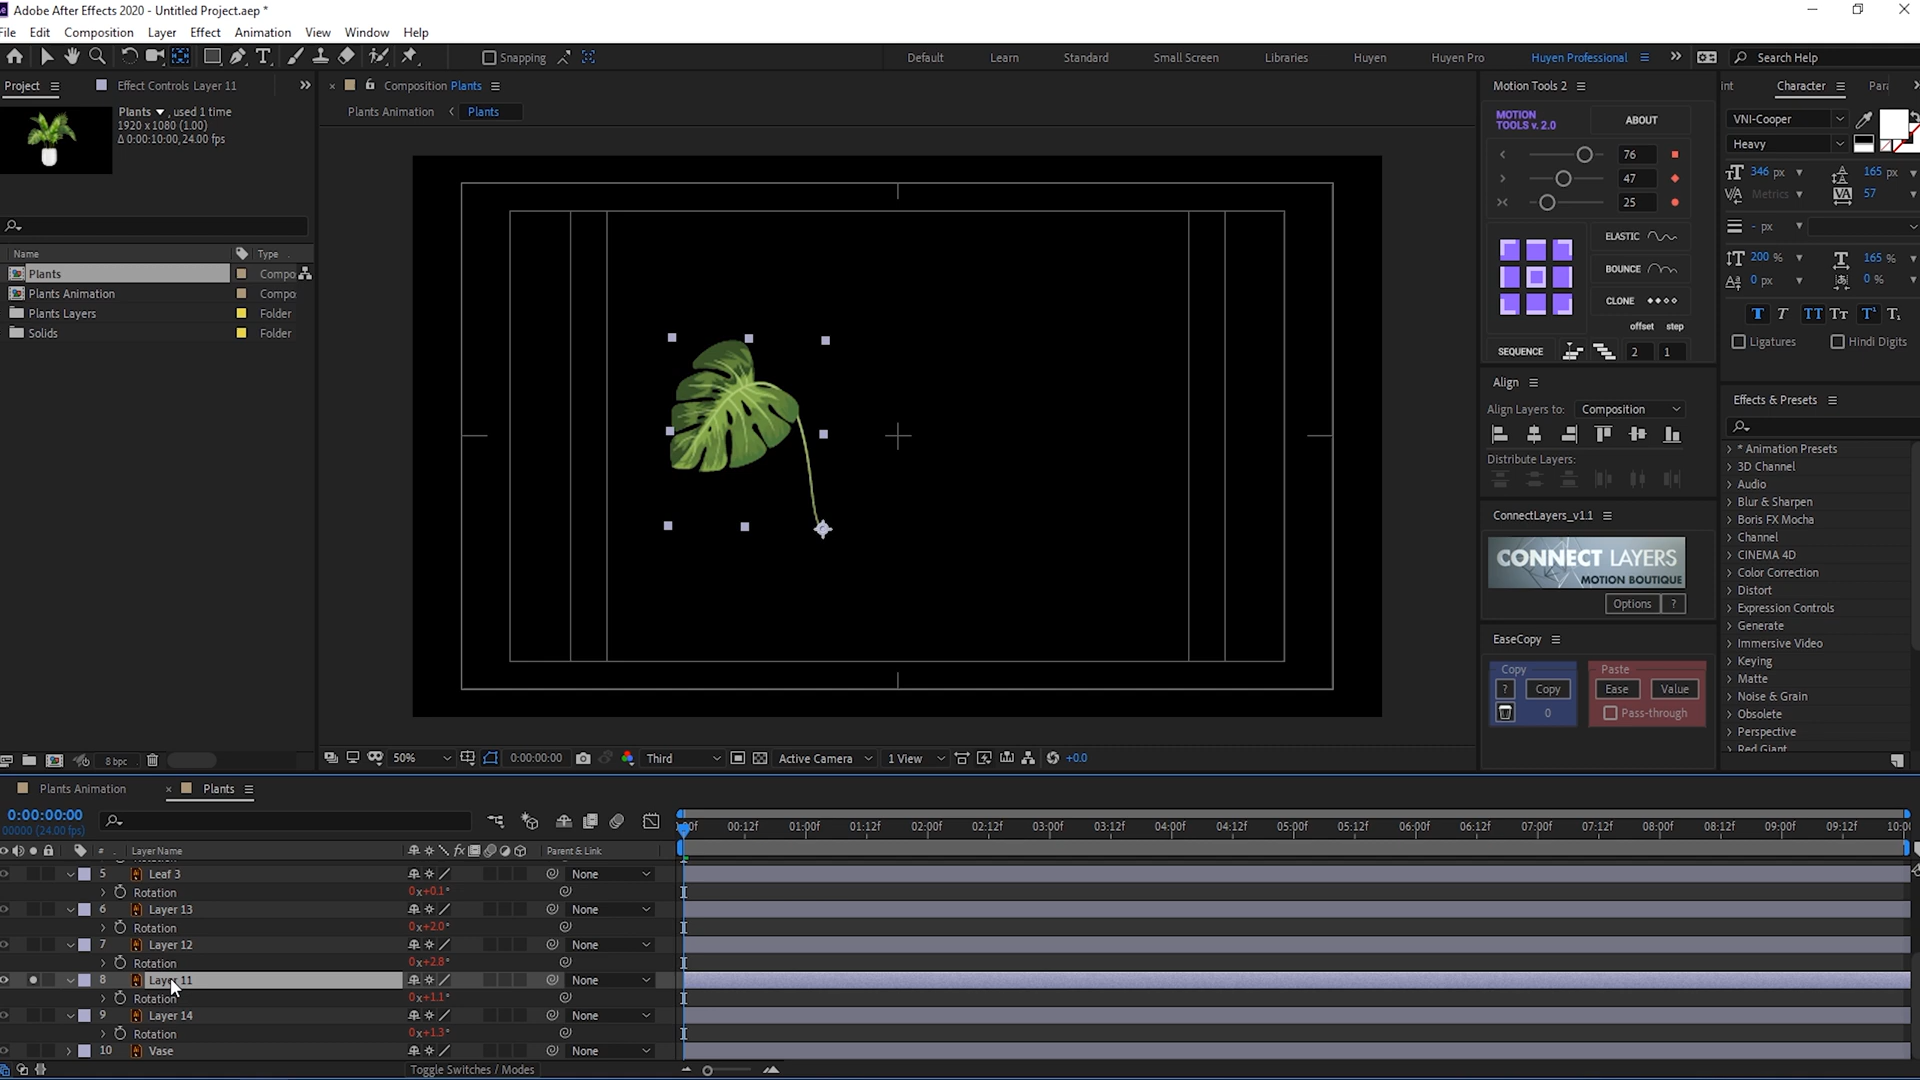 Adobe After Effects 2020 - Untitled Project.aep *
File Edit Composition Layer Effect Animation View Window Help
Snapping Default Learn Standard Small Screen Libraries Huyen Huyen Pro Huyen Professional Search Help
Project Effect Controls Layer 11
Composition Plants
Plants Animation Plants
Plants , used 1 time
1920 x 1080 (1.00)
Δ 0:00:10:00, 24.00 fps
Name Type
Plants Compo
Plants Animation Compo
Plants Layers Folder
Solids Folder
8 bpc
50% 0:00:00:00 Third Active Camera 1 View +0.0
Motion Tools 2
MOTION
TOOLS v. 2.0
ABOUT
76
47
25
ELASTIC
BOUNCE
CLONE
offset step
SEQUENCE 2 1
Align
Align Layers to: Composition
Distribute Layers:
ConnectLayers_v1.1
CONNECT LAYERS
MOTION BOUTIQUE
Options ?
EaseCopy
Copy Paste
? Copy Ease Value
0 Pass-through
Character
VNI-Cooper
Heavy
346 px 165 px
Metrics 57
- px
200 % 165 %
0 px 0 %
Ligatures Hindi Digits
Effects & Presets
* Animation Presets
3D Channel
Audio
Blur & Sharpen
Boris FX Mocha
Channel
CINEMA 4D
Color Correction
Distort
Expression Controls
Generate
Immersive Video
Keying
Matte
Noise & Grain
Obsolete
Perspective
Red Giant
Plants Animation Plants
0:00:00:00
00000 (24.00 fps)
00:12f 01:00f 01:12f 02:00f 02:12f 03:00f 03:12f 04:00f 04:12f 05:00f 05:12f 06:00f 06:12f 07:00f 07:12f 08:00f 08:12f 09:00f 09:12f
# Layer Name fx Parent & Link
5 Leaf 3 None
Rotation 0x+0.1°
6 Layer 13 None
Rotation 0x+2.0°
7 Layer 12 None
Rotation 0x+2.8°
8 Layer 11 None
Rotation 0x+1.1°
9 Layer 14 None
Rotation 0x+1.3°
10 Vase None
Toggle Switches / Modes